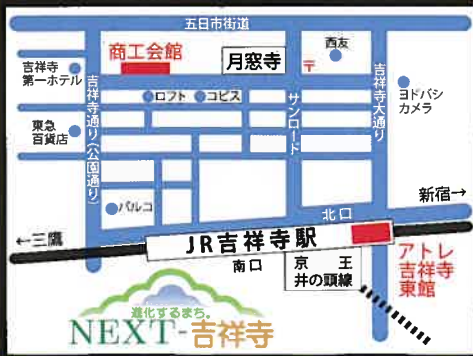 五日市街道
商工会館
月窓寺
西友
〒
吉祥寺
第一ホテル
吉祥寺通り(公園通り)
ロフト
コピス
サンロード
吉祥寺大通り
ヨドバシ
カメラ
東急
百貨店
パルコ
新宿→
北口
←三鷹
JR吉祥寺駅
南口
京王
井の頭線
アトレ
吉祥寺
東館
進化するまち。
NEXT-吉祥寺